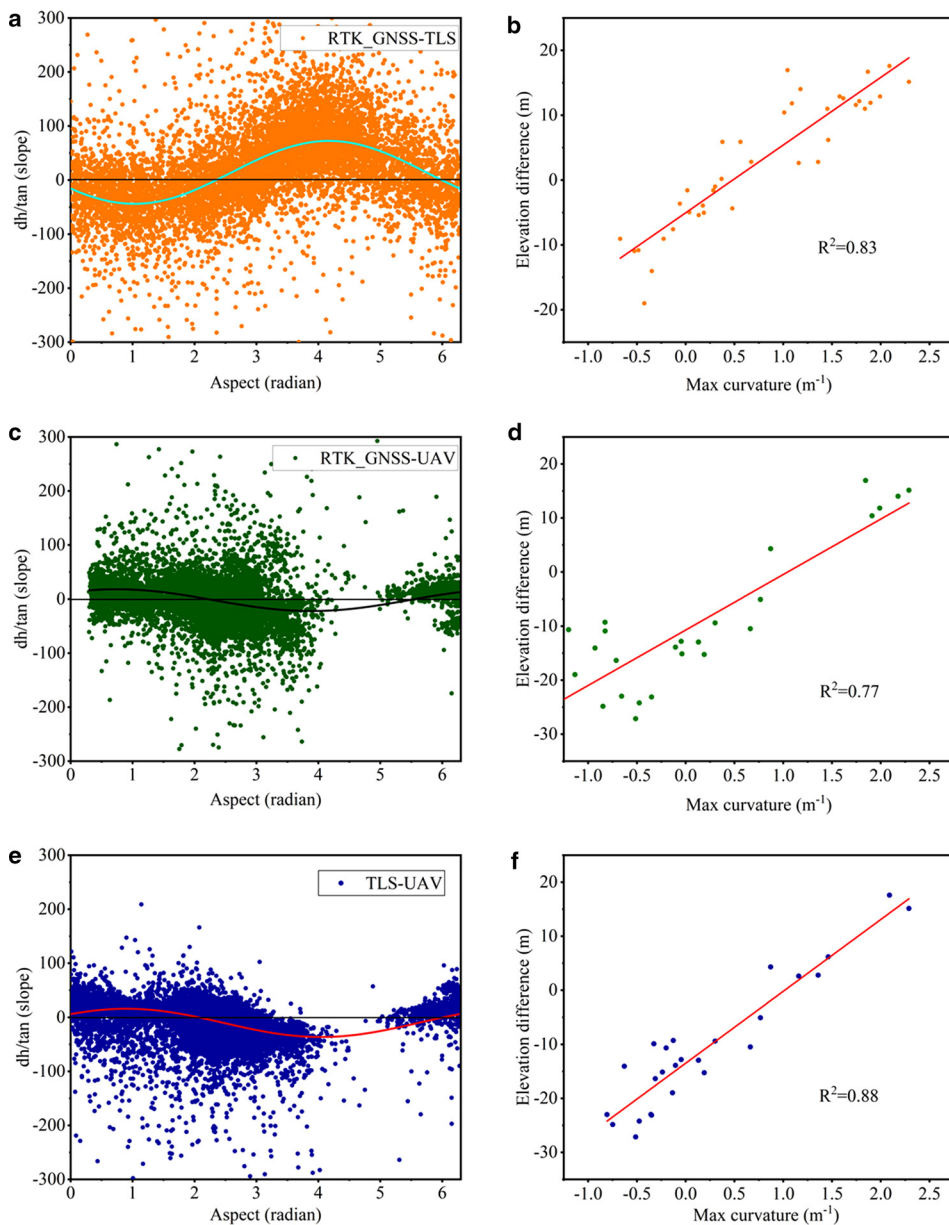 a
RTK_GNSS-TLS
300
200
100
0
-100
-200
-300
dh/tan (slope)
0 1 2 3 4 5 6
Aspect (radian)
b
20
10
0
-10
-20
Elevation difference (m)
R²=0.83
-1.0 -0.5 0.0 0.5 1.0 1.5 2.0 2.5
Max curvature (m⁻¹)
c
RTK_GNSS-UAV
300
200
100
0
-100
-200
-300
dh/tan (slope)
0 1 2 3 4 5 6
Aspect (radian)
d
20
10
0
-10
-20
-30
Elevation difference (m)
R²=0.77
-1.0 -0.5 0.0 0.5 1.0 1.5 2.0 2.5
Max curvature (m⁻¹)
e
TLS-UAV
300
200
100
0
-100
-200
-300
dh/tan (slope)
0 1 2 3 4 5 6
Aspect (radian)
f
20
10
0
-10
-20
-30
Elevation difference (m)
R²=0.88
-1.0 -0.5 0.0 0.5 1.0 1.5 2.0 2.5
Max curvature (m⁻¹)